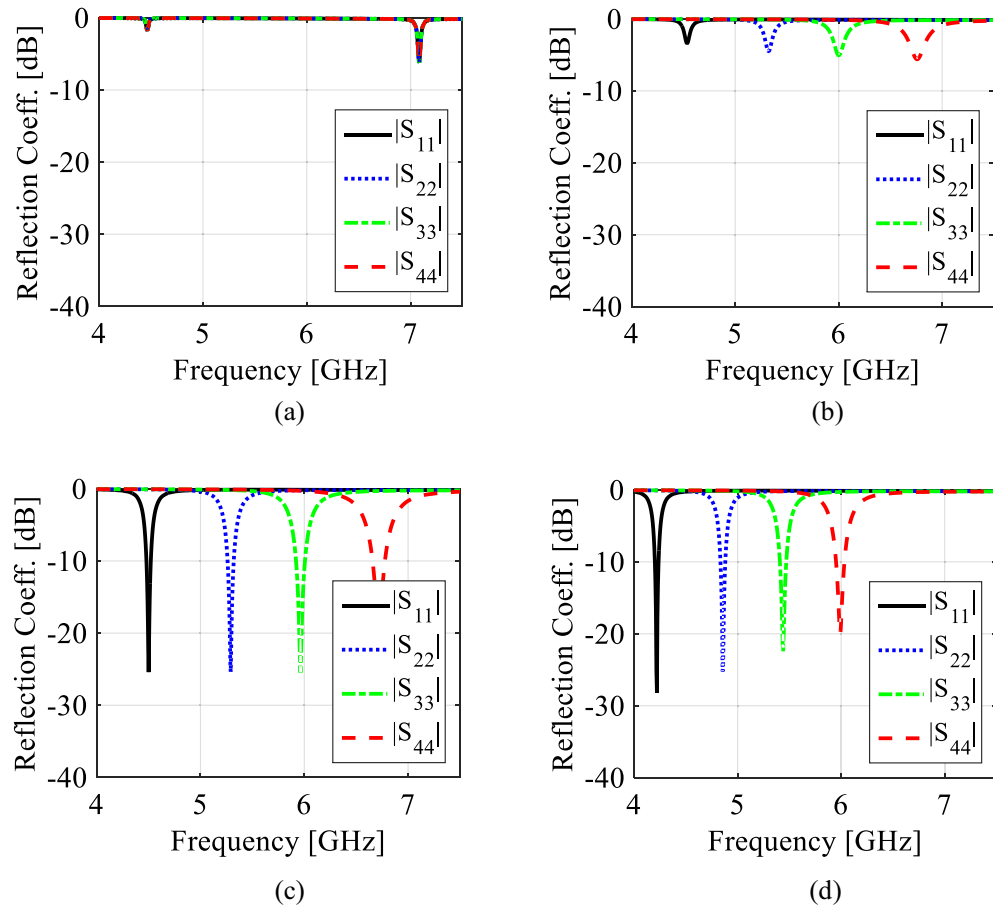 Reflection Coeff. [dB]
0
-10
-20
-30
-40
4 5 6 7
Frequency [GHz]
|S11|
|S22|
|S33|
|S44|
(a)
Reflection Coeff. [dB]
0
-10
-20
-30
-40
4 5 6 7
Frequency [GHz]
|S11|
|S22|
|S33|
|S44|
(b)
Reflection Coeff. [dB]
0
-10
-20
-30
-40
4 5 6 7
Frequency [GHz]
|S11|
|S22|
|S33|
|S44|
(c)
Reflection Coeff. [dB]
0
-10
-20
-30
-40
4 5 6 7
Frequency [GHz]
|S11|
|S22|
|S33|
|S44|
(d)